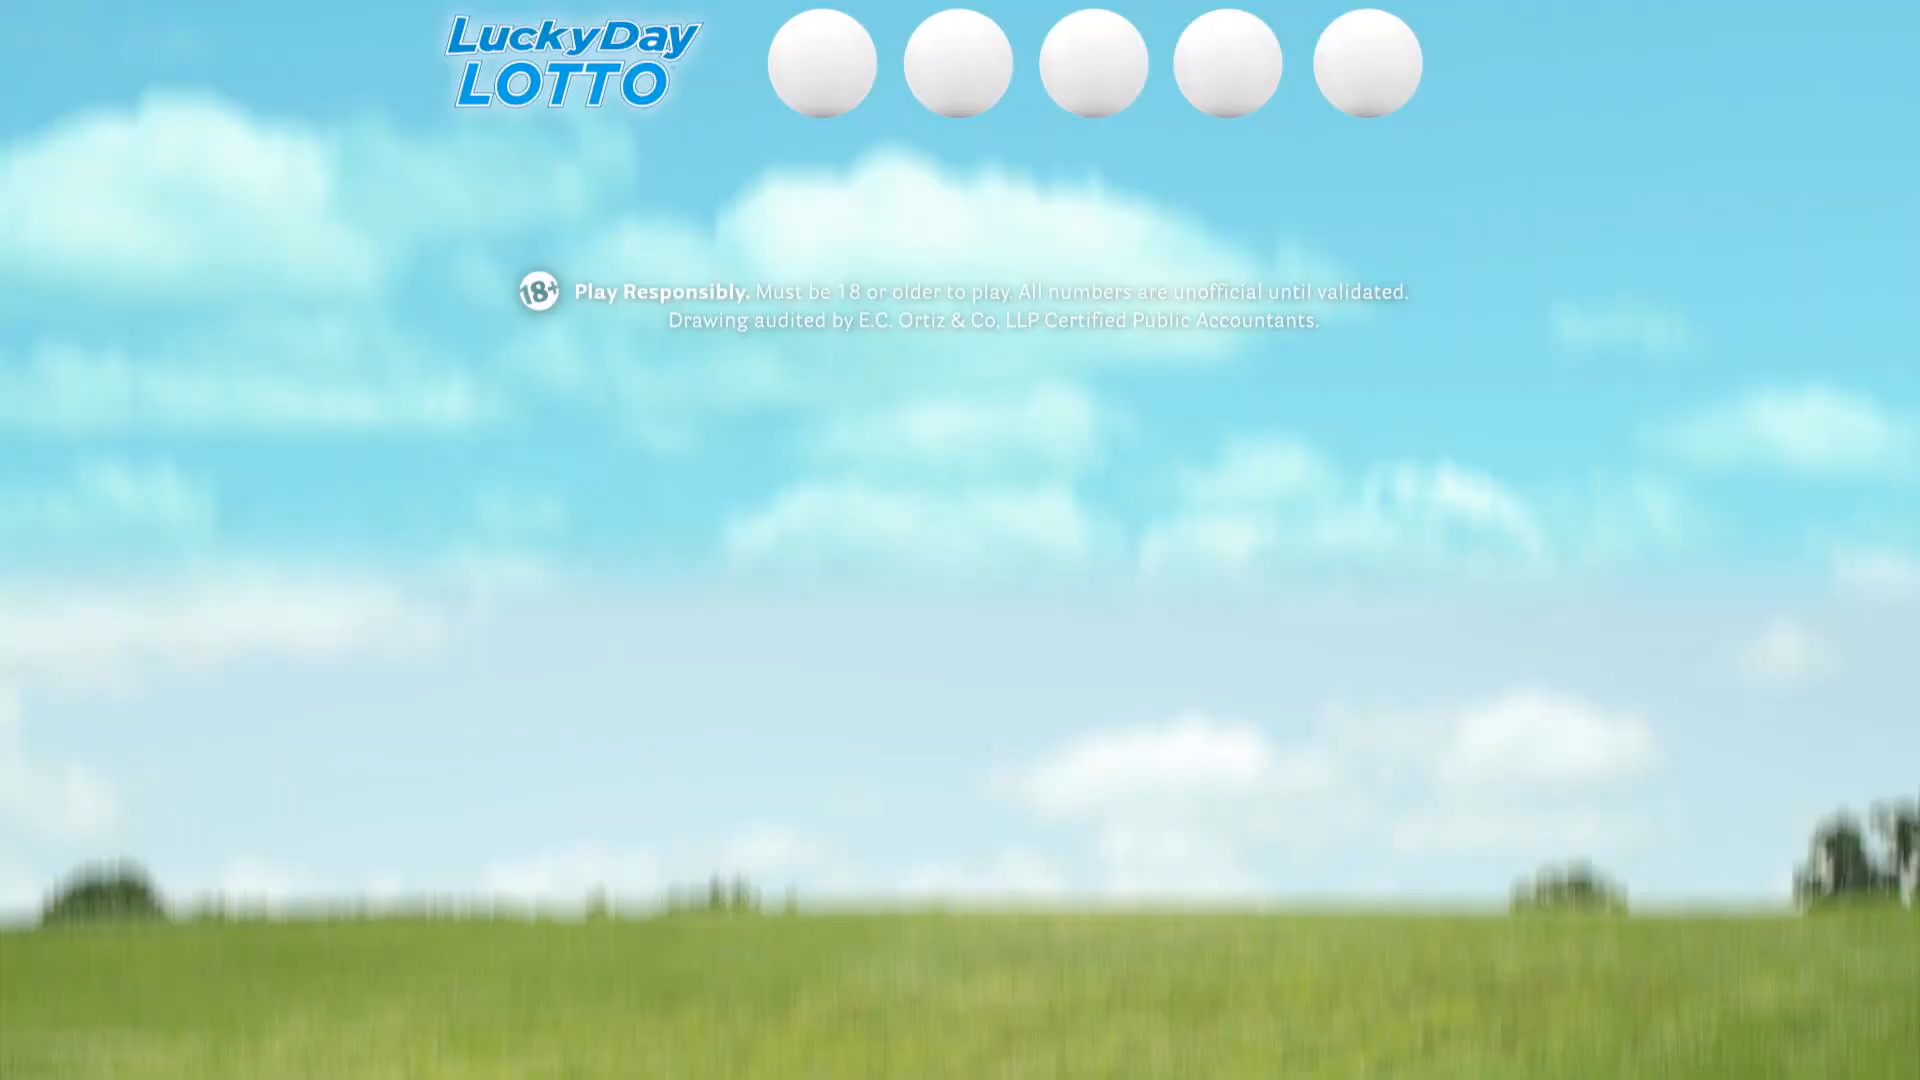 LuckyDay
LOTTO
18+ Play Responsibly. Must be 18 or older to play. All numbers are unofficial until validated.
Drawing audited by E.C. Ortiz & Co, LLP Certified Public Accountants.